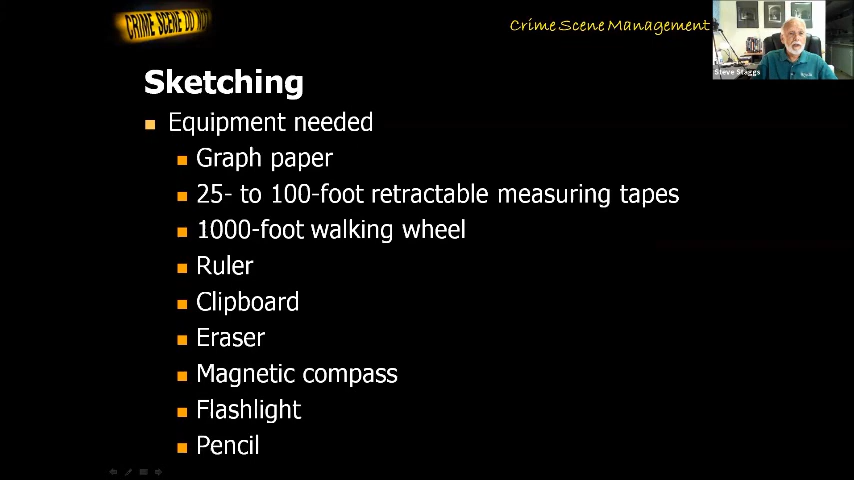 CRIME SCENE DO NOT
Crime Scene Management
Steve Staggs
Sketching
Equipment needed
Graph paper
25- to 100-foot retractable measuring tapes
1000-foot walking wheel
Ruler
Clipboard
Eraser
Magnetic compass
Flashlight
Pencil